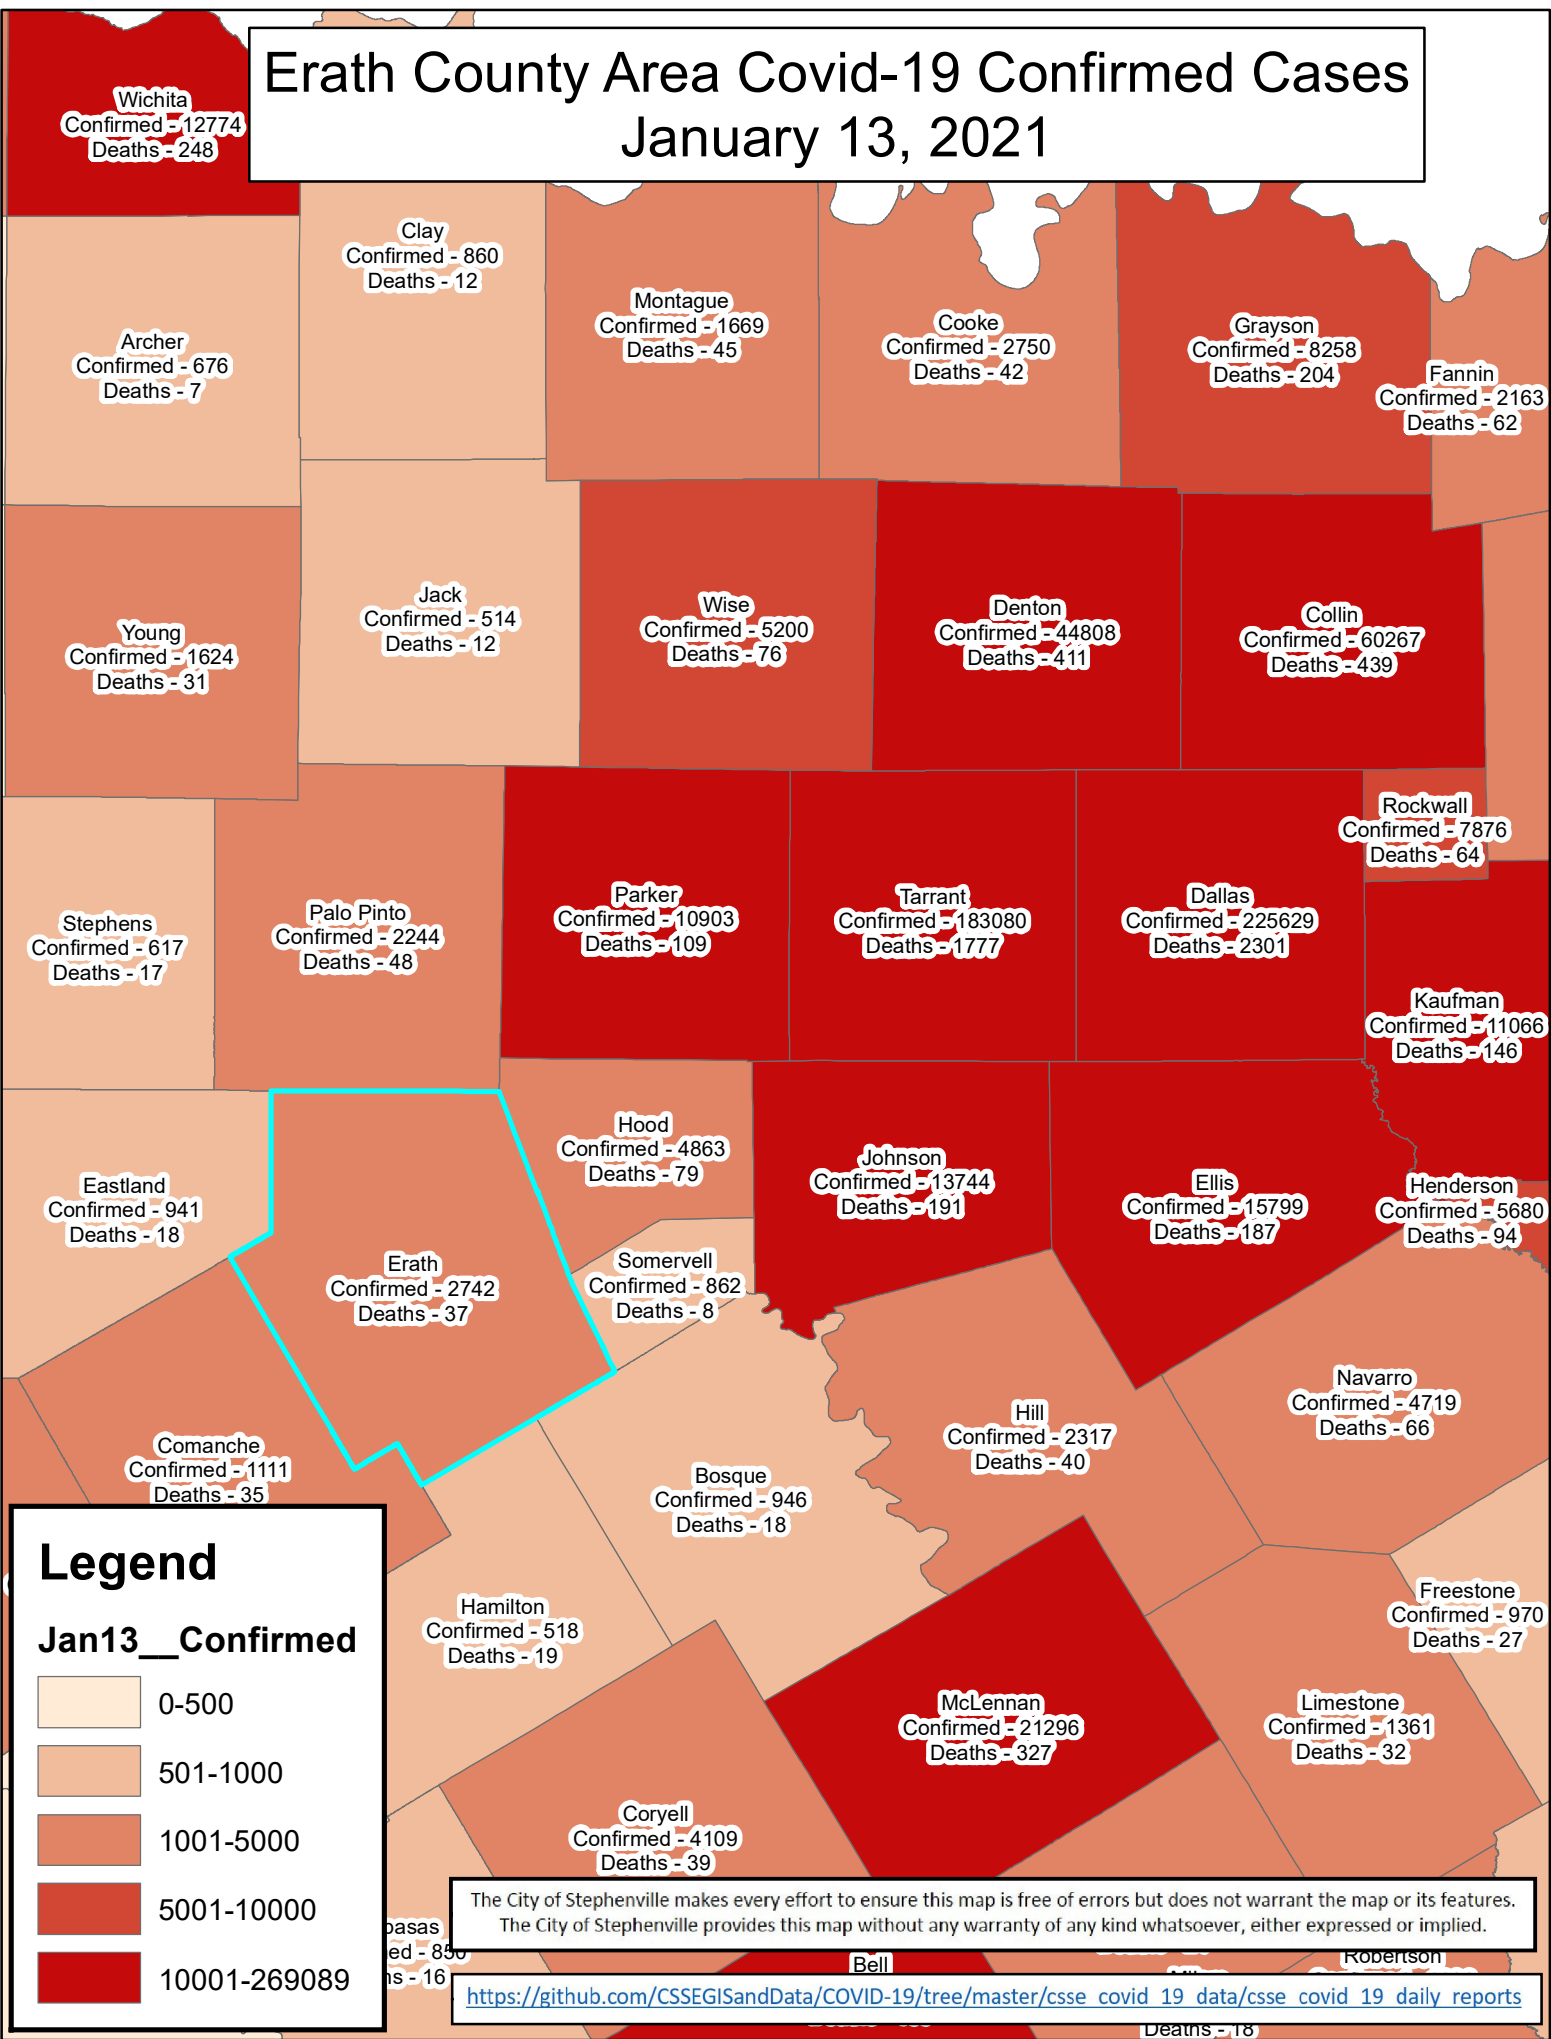 Erath County Area Covid-19 Confirmed Cases
January 13, 2021
Wichita
Confirmed - 12774
Deaths - 248
Clay
Confirmed - 860
Deaths - 12
Montague
Confirmed - 1669
Deaths - 45
Cooke
Confirmed - 2750
Deaths - 42
Grayson
Confirmed - 8258
Deaths - 204
Archer
Confirmed - 676
Deaths - 7
Fannin
Confirmed - 2163
Deaths - 62
Young
Confirmed - 1624
Deaths - 31
Jack
Confirmed - 514
Deaths - 12
Wise
Confirmed - 5200
Deaths - 76
Denton
Confirmed - 44808
Deaths - 411
Collin
Confirmed - 60267
Deaths - 439
Rockwall
Confirmed - 7876
Deaths - 64
Stephens
Confirmed - 617
Deaths - 17
Palo Pinto
Confirmed - 2244
Deaths - 48
Parker
Confirmed - 10903
Deaths - 109
Tarrant
Confirmed - 183080
Deaths - 1777
Dallas
Confirmed - 225629
Deaths - 2301
Kaufman
Confirmed - 11066
Deaths - 146
Eastland
Confirmed - 941
Deaths - 18
Hood
Confirmed - 4863
Deaths - 79
Johnson
Confirmed - 13744
Deaths - 191
Ellis
Confirmed - 15799
Deaths - 187
Henderson
Confirmed - 5680
Deaths - 94
Erath
Confirmed - 2742
Deaths - 37
Somervell
Confirmed - 862
Deaths - 8
Navarro
Confirmed - 4719
Deaths - 66
Hill
Confirmed - 2317
Deaths - 40
Comanche
Confirmed - 1111
Deaths - 35
Bosque
Confirmed - 946
Deaths - 18
Hamilton
Confirmed - 518
Deaths - 19
Freestone
Confirmed - 970
Deaths - 27
McLennan
Confirmed - 21296
Deaths - 327
Limestone
Confirmed - 1361
Deaths - 32
Coryell
Confirmed - 4109
Deaths - 39
pasas
ed - 850
ns - 16
Bell
Robertson
Deaths - 18
Legend
Jan13__Confirmed
0-500
501-1000
1001-5000
5001-10000
10001-269089
The City of Stephenville makes every effort to ensure this map is free of errors but does not warrant the map or its features.
The City of Stephenville provides this map without any warranty of any kind whatsoever, either expressed or implied.
https://github.com/CSSEGISandData/COVID-19/tree/master/csse_covid_19_data/csse_covid_19_daily_reports